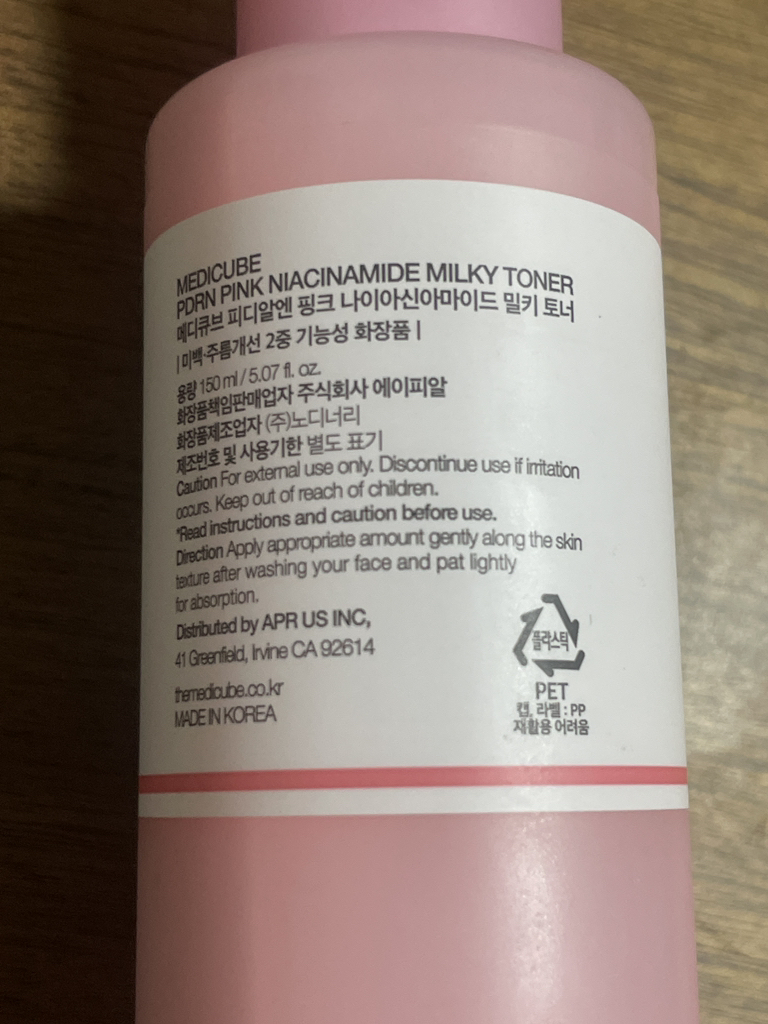 MEDICUBE
PDRN PINK NIACINAMIDE MILKY TONER
메디큐브 피디알엔 핑크 나이아신아마이드 밀키 토너
| 미백·주름개선 2중 기능성 화장품 |
용량 150 ml / 5.07 fl. oz.
화장품책임판매업자 주식회사 에이피알
화장품제조업자 (주)노디너리
제조번호 및 사용기한 별도 표기
Caution For external use only. Discontinue use if irritation
occurs. Keep out of reach of children.
*Read instructions and caution before use.
Direction Apply appropriate amount gently along the skin
texture after washing your face and pat lightly
for absorption.
Distributed by APR US INC,
41 Greenfield, Irvine CA 92614
themedicube.co.kr
MADE IN KOREA
플라스틱
PET
캡, 라벨 : PP
재활용 어려움